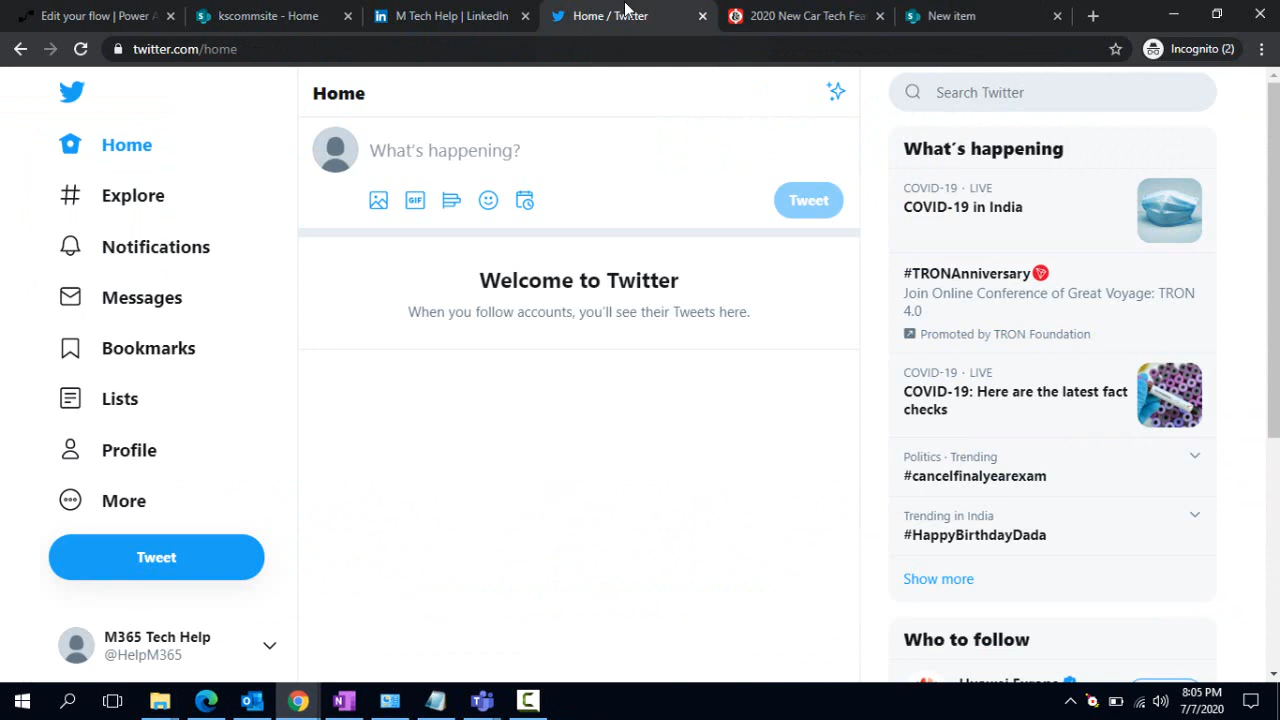 Edit your flow | Power A
kscommsite - Home
M Tech Help | LinkedIn
Home / Twitter
2020 New Car Tech Fea
New item
twitter.com/home
Incognito (2)
Home
Explore
Notifications
Messages
Bookmarks
Lists
Profile
More
Tweet
M365 Tech Help
@HelpM365
Home
What's happening?
GIF
Tweet
Welcome to Twitter
When you follow accounts, you'll see their Tweets here.
Search Twitter
What's happening
COVID-19 · LIVE
COVID-19 in India
#TRONAnniversary
Join Online Conference of Great Voyage: TRON
4.0
Promoted by TRON Foundation
COVID-19 · LIVE
COVID-19: Here are the latest fact
checks
Politics · Trending
#cancelfinalyearexam
Trending in India
#HappyBirthdayDada
Show more
Who to follow
Huawei Europe
8:05 PM
7/7/2020